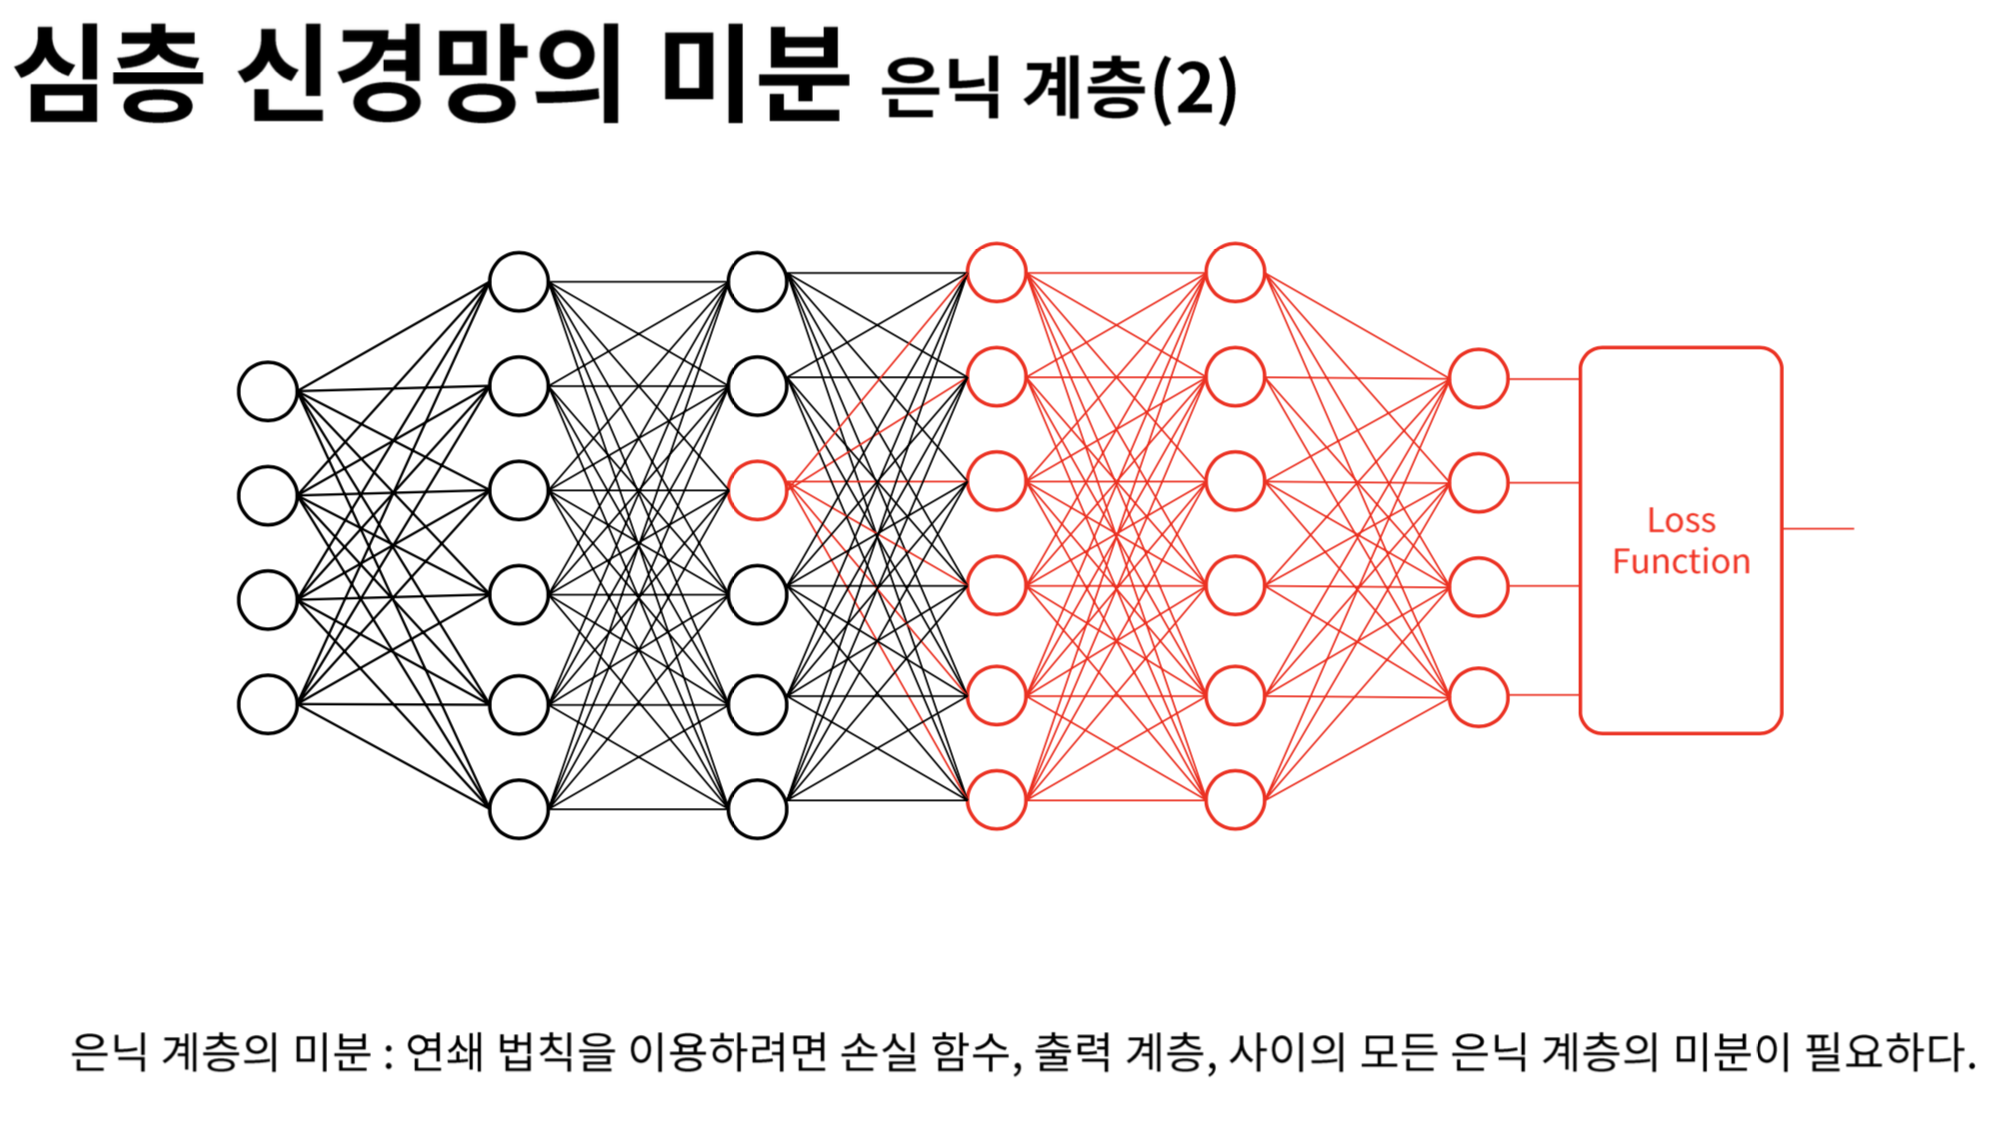 심층 신경망의 미분 은닉 계층(2)
Loss
Function
은닉 계층의 미분 : 연쇄 법칙을 이용하려면 손실 함수, 출력 계층, 사이의 모든 은닉 계층의 미분이 필요하다.